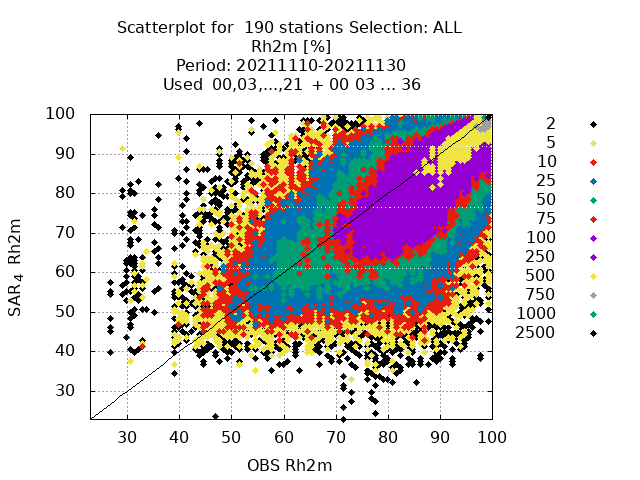 Scatterplot for  190 stations Selection: ALL
Rh2m [%]
Period: 20211110-20211130
Used  00,03,...,21  + 00 03 ... 36
100
90
80
70
60
50
40
30
SAR4 Rh2m
30 40 50 60 70 80 90 100
OBS Rh2m
2
5
10
25
50
75
100
250
500
750
1000
2500